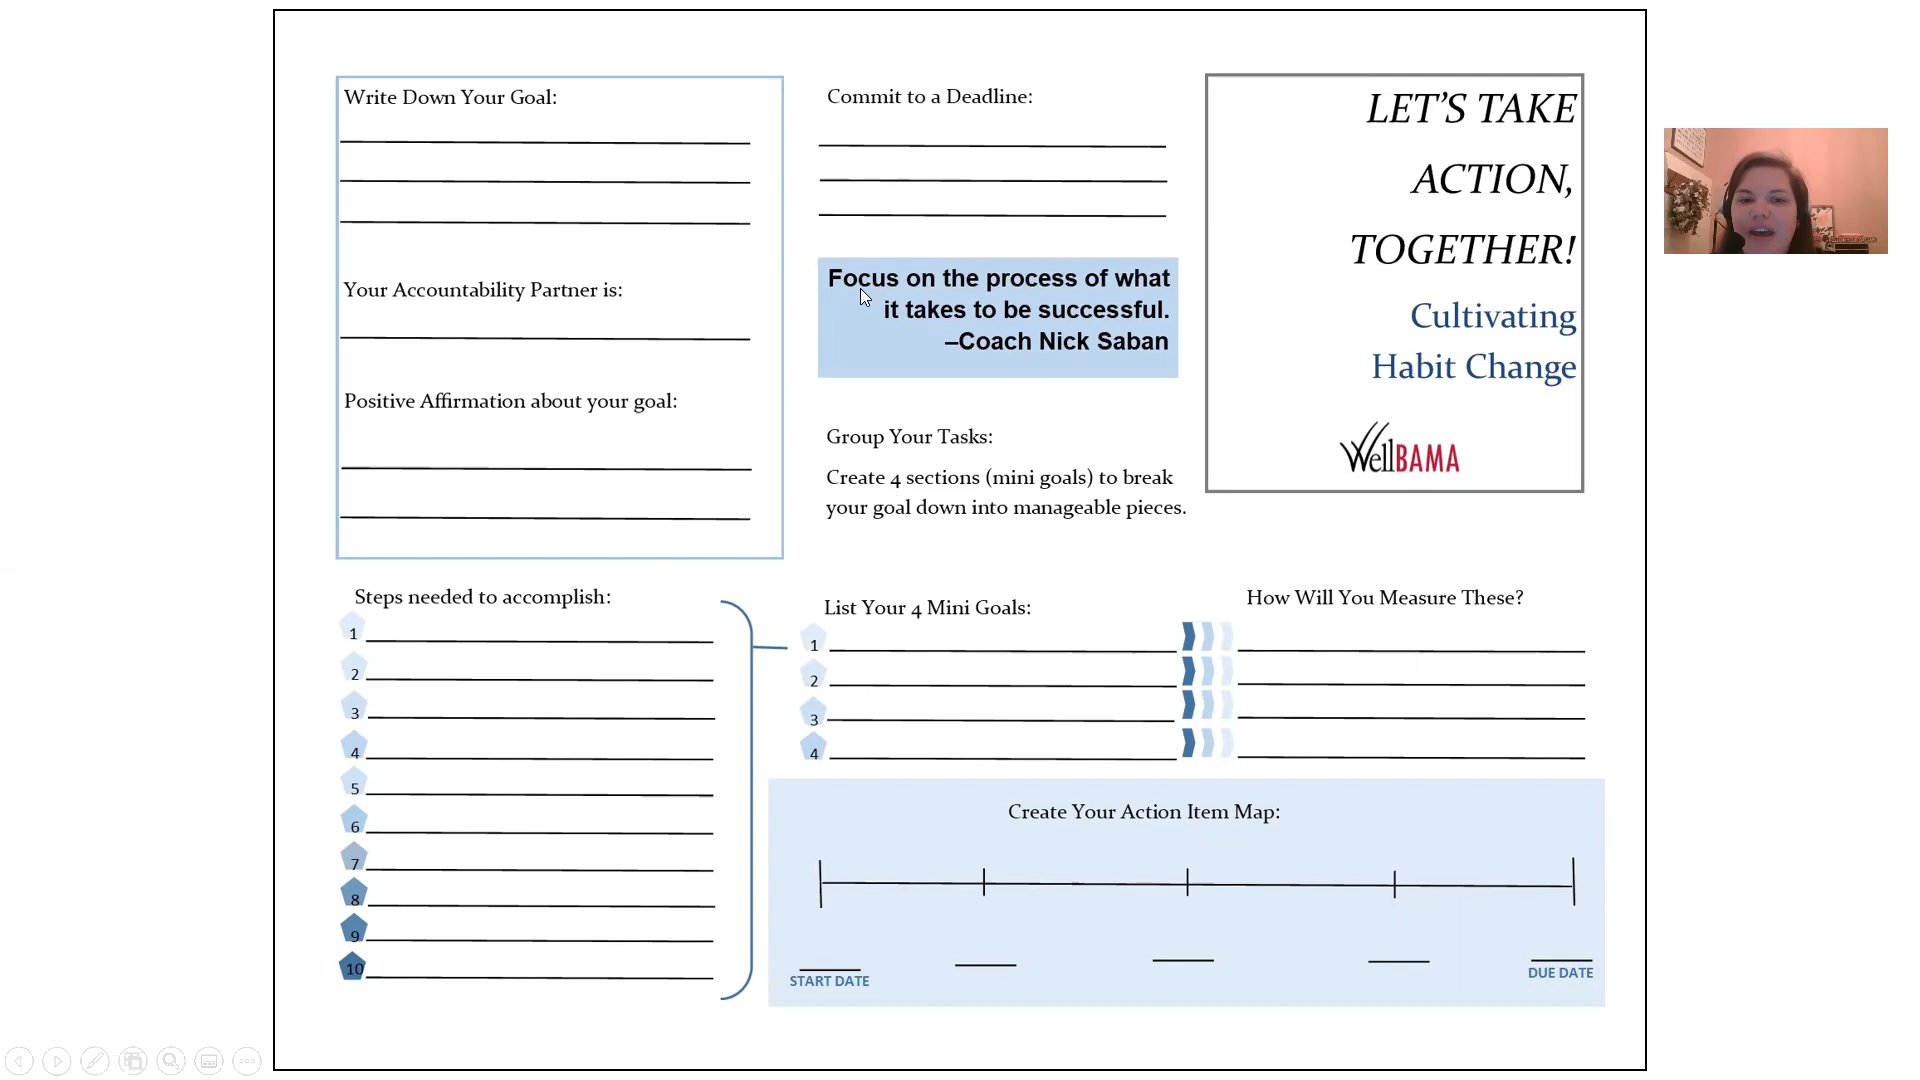 Write Down Your Goal:
Your Accountability Partner is:
Positive Affirmation about your goal:
Commit to a Deadline:
Focus on the process of what
it takes to be successful.
–Coach Nick Saban
Group Your Tasks:
Create 4 sections (mini goals) to break
your goal down into manageable pieces.
LET'S TAKE
ACTION,
TOGETHER!
Cultivating
Habit Change
WellBAMA
Steps needed to accomplish:
1
2
3
4
5
6
7
8
9
10
List Your 4 Mini Goals:
1
2
3
4
How Will You Measure These?
Create Your Action Item Map:
START DATE
DUE DATE